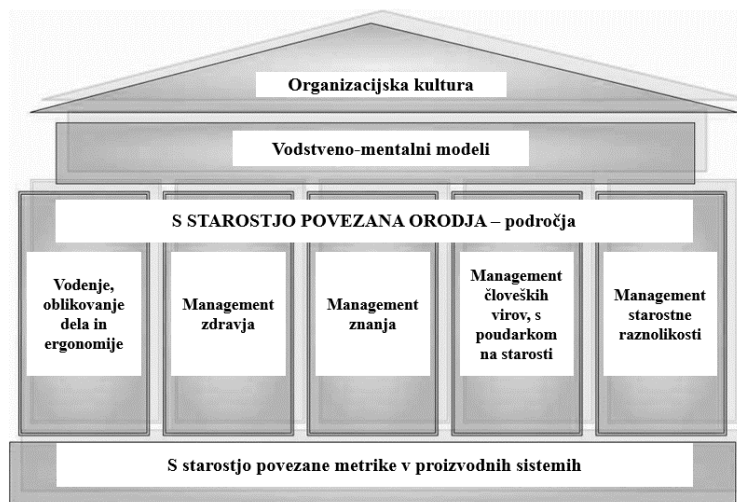 Organizacijska kultura
Vodstveno-mentalni modeli
S STAROSTJO POVEZANA ORODJA – področja
Vodenje,
oblikovanje
dela in
ergonomije
Management
zdravja
Management
znanja
Management
človeških
virov, s
poudarkom
na starosti
Management
starostne
raznolikosti
S starostjo povezane metrike v proizvodnih sistemih